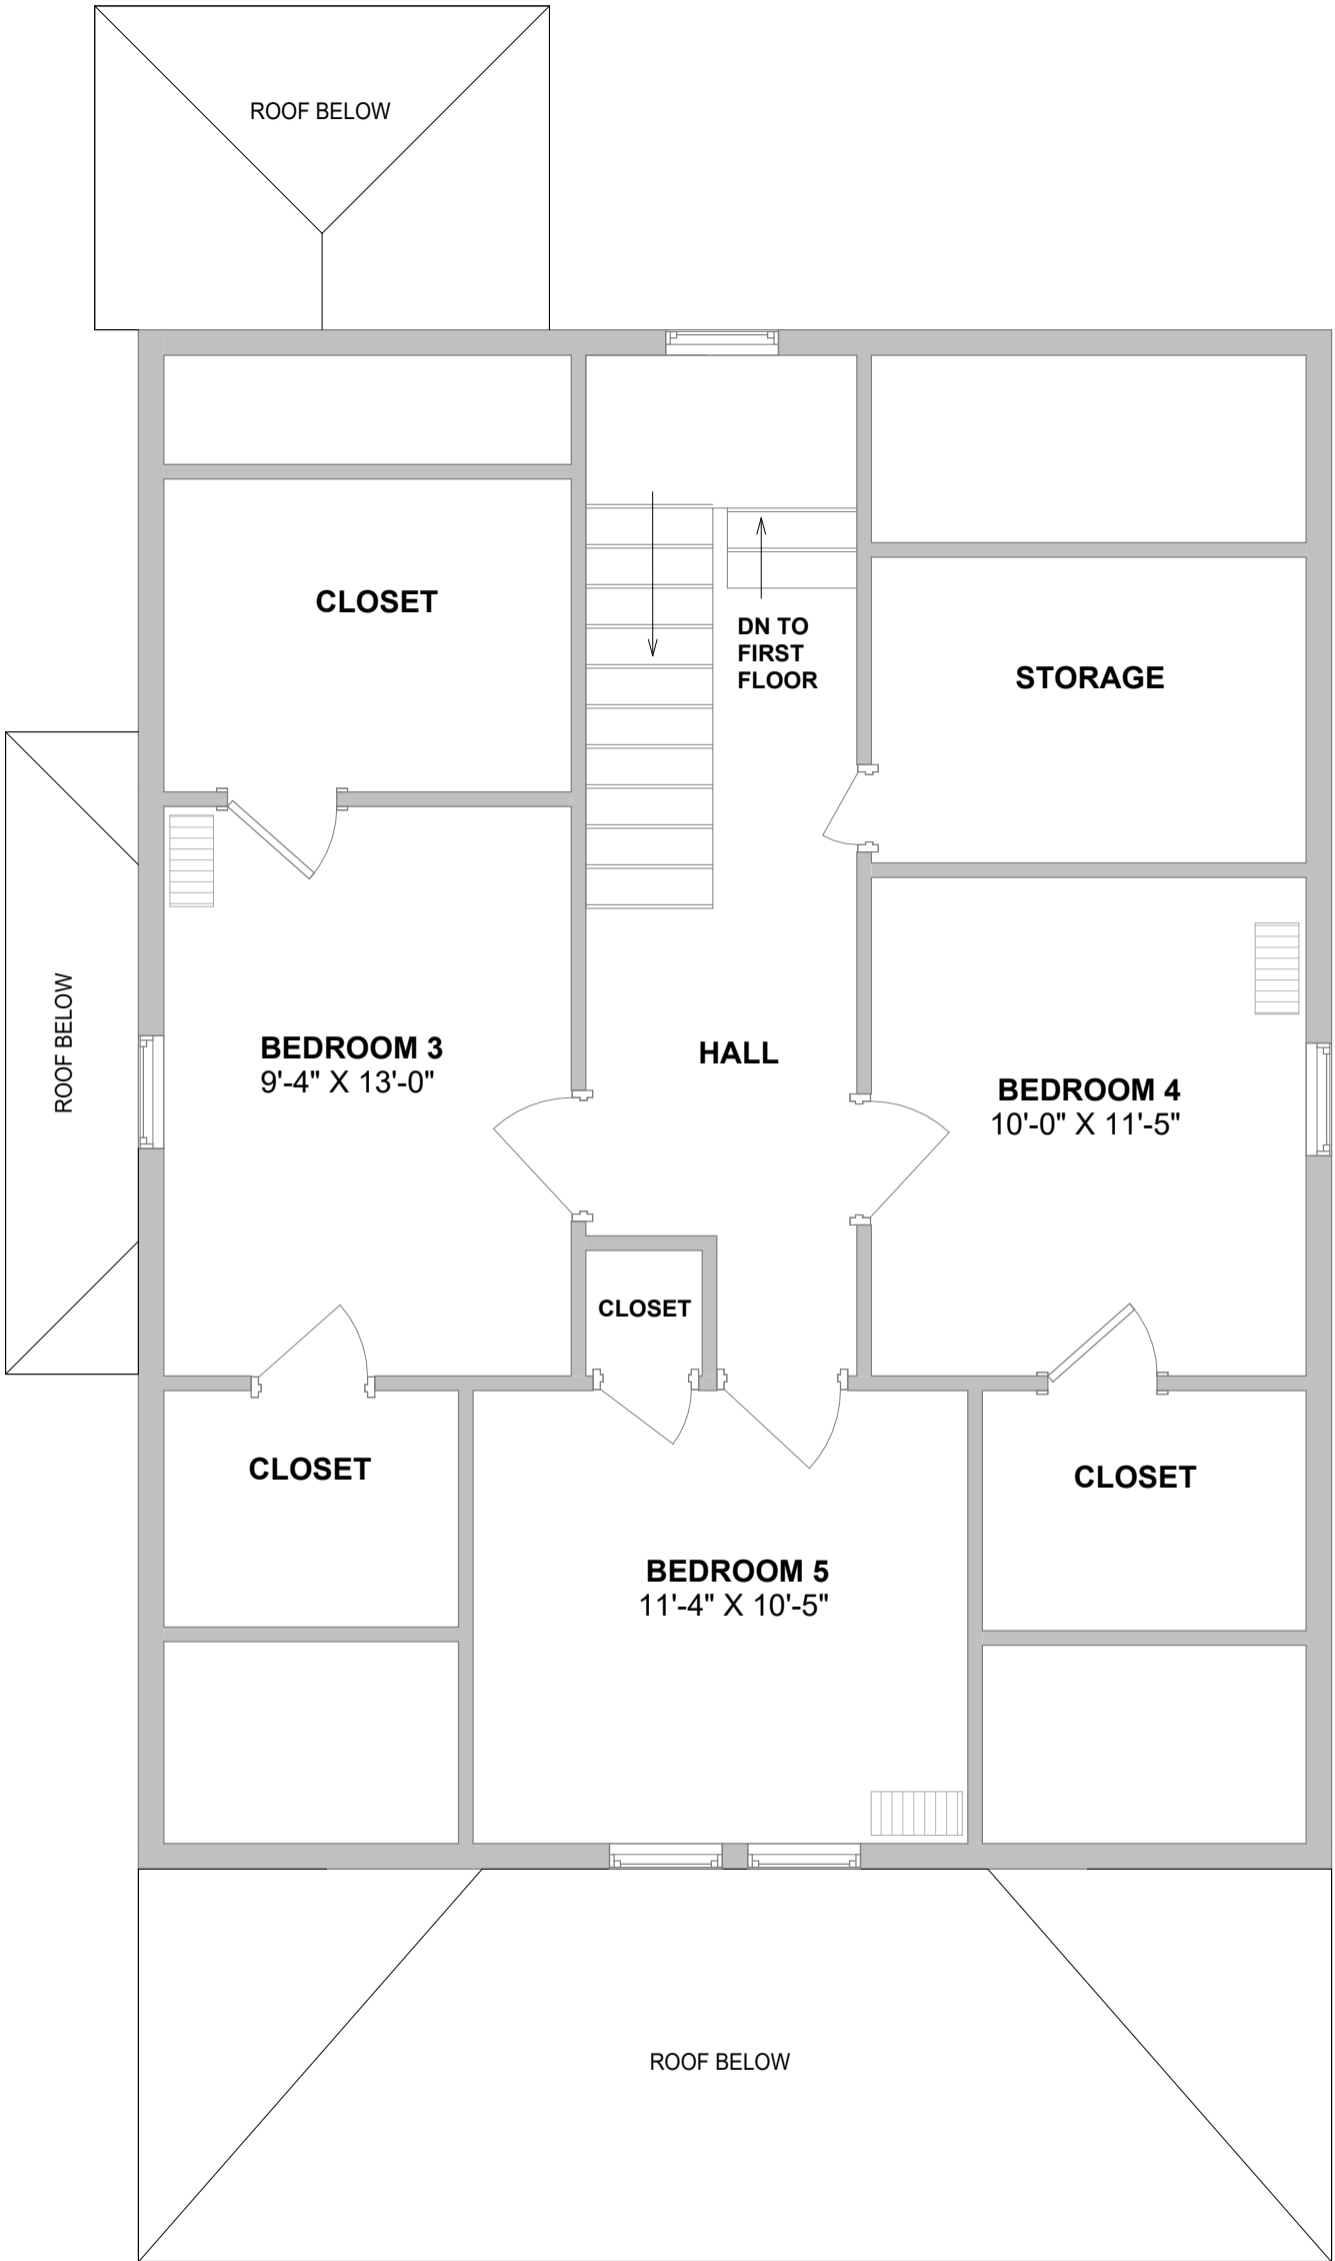 ROOF BELOW
CLOSET
DN TO
FIRST
FLOOR
STORAGE
ROOF BELOW
BEDROOM 3
9'-4" X 13'-0"
HALL
BEDROOM 4
10'-0" X 11'-5"
CLOSET
CLOSET
CLOSET
BEDROOM 5
11'-4" X 10'-5"
ROOF BELOW